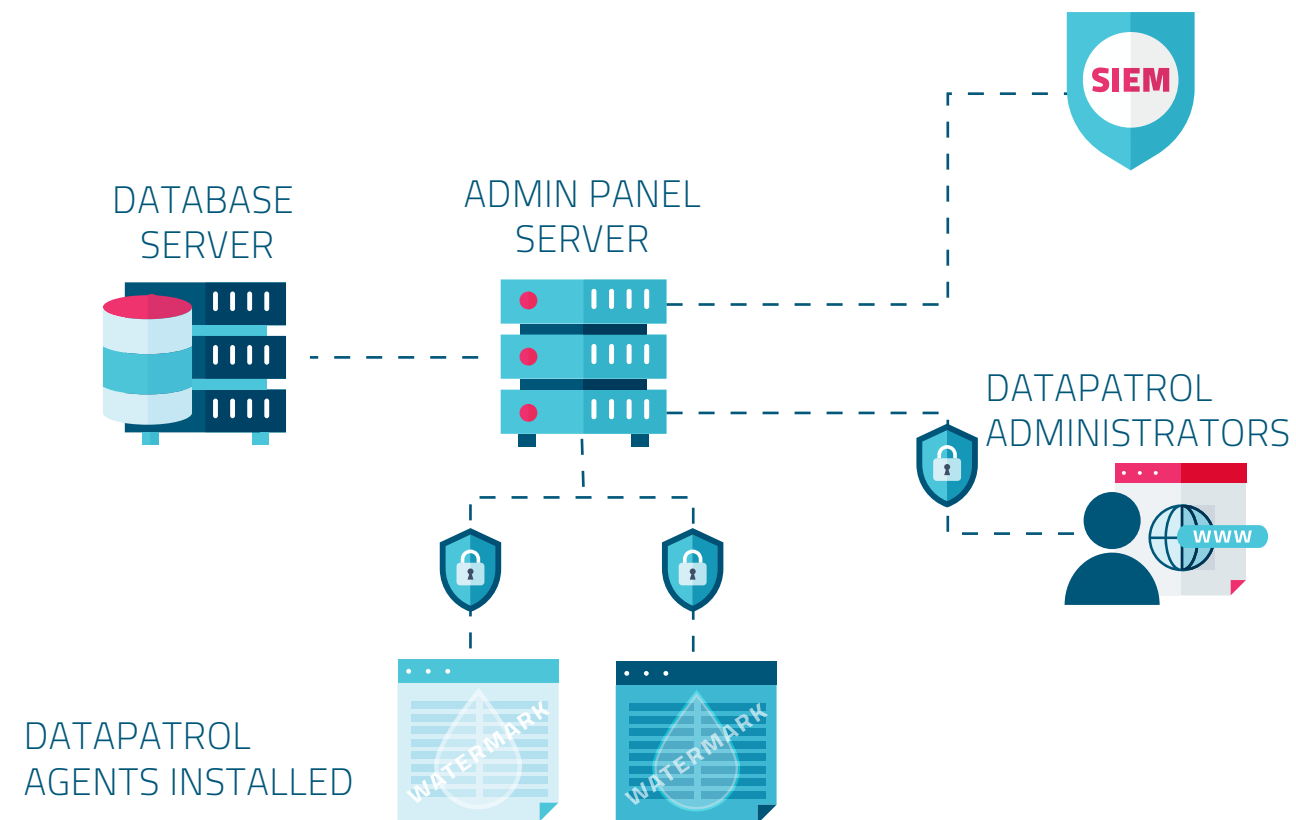 SIEM
DATABASE
SERVER
ADMIN PANEL
SERVER
DATAPATROL
ADMINISTRATORS
WWW
WATERMARK
WATERMARK
DATAPATROL
AGENTS INSTALLED